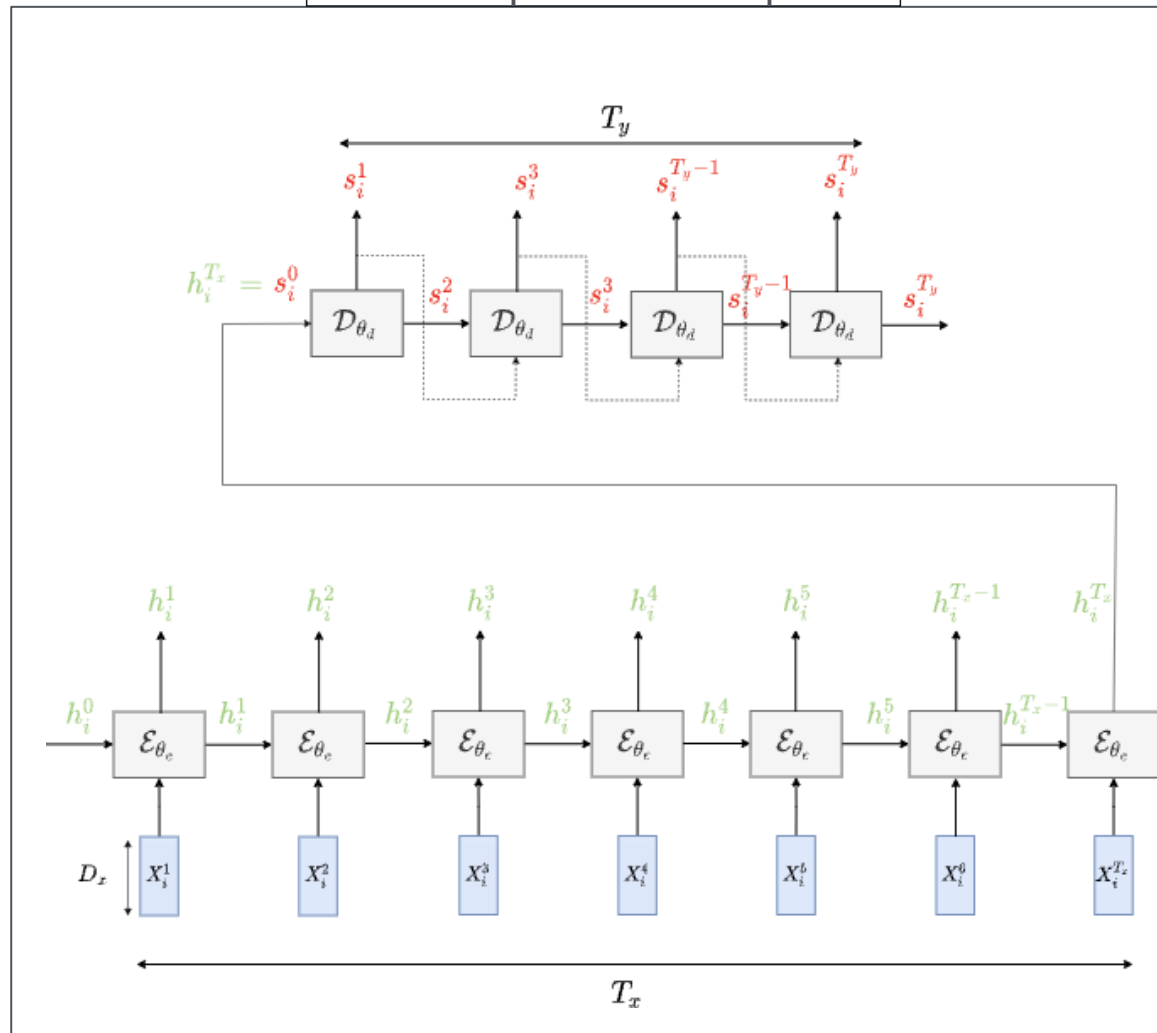 T_y
s_i^1 s_i^3 s_i^{T_y-1} s_i^{T_y}
h_i^{T_x} = s_i^0 s_i^2 s_i^3 s_i^{T_y-1} s_i^{T_y}
𝒟_{θ_d} 𝒟_{θ_d} 𝒟_{θ_d} 𝒟_{θ_d}
h_i^1 h_i^2 h_i^3 h_i^4 h_i^5 h_i^{T_x-1} h_i^{T_x}
h_i^0 h_i^1 h_i^2 h_i^3 h_i^4 h_i^5 h_i^{T_x-1}
ℰ_{θ_e} ℰ_{θ_e} ℰ_{θ_e} ℰ_{θ_e} ℰ_{θ_e} ℰ_{θ_e} ℰ_{θ_e}
D_x X_i^1 X_i^2 X_i^3 X_i^4 X_i^5 X_i^6 X_i^{T_x}
T_x